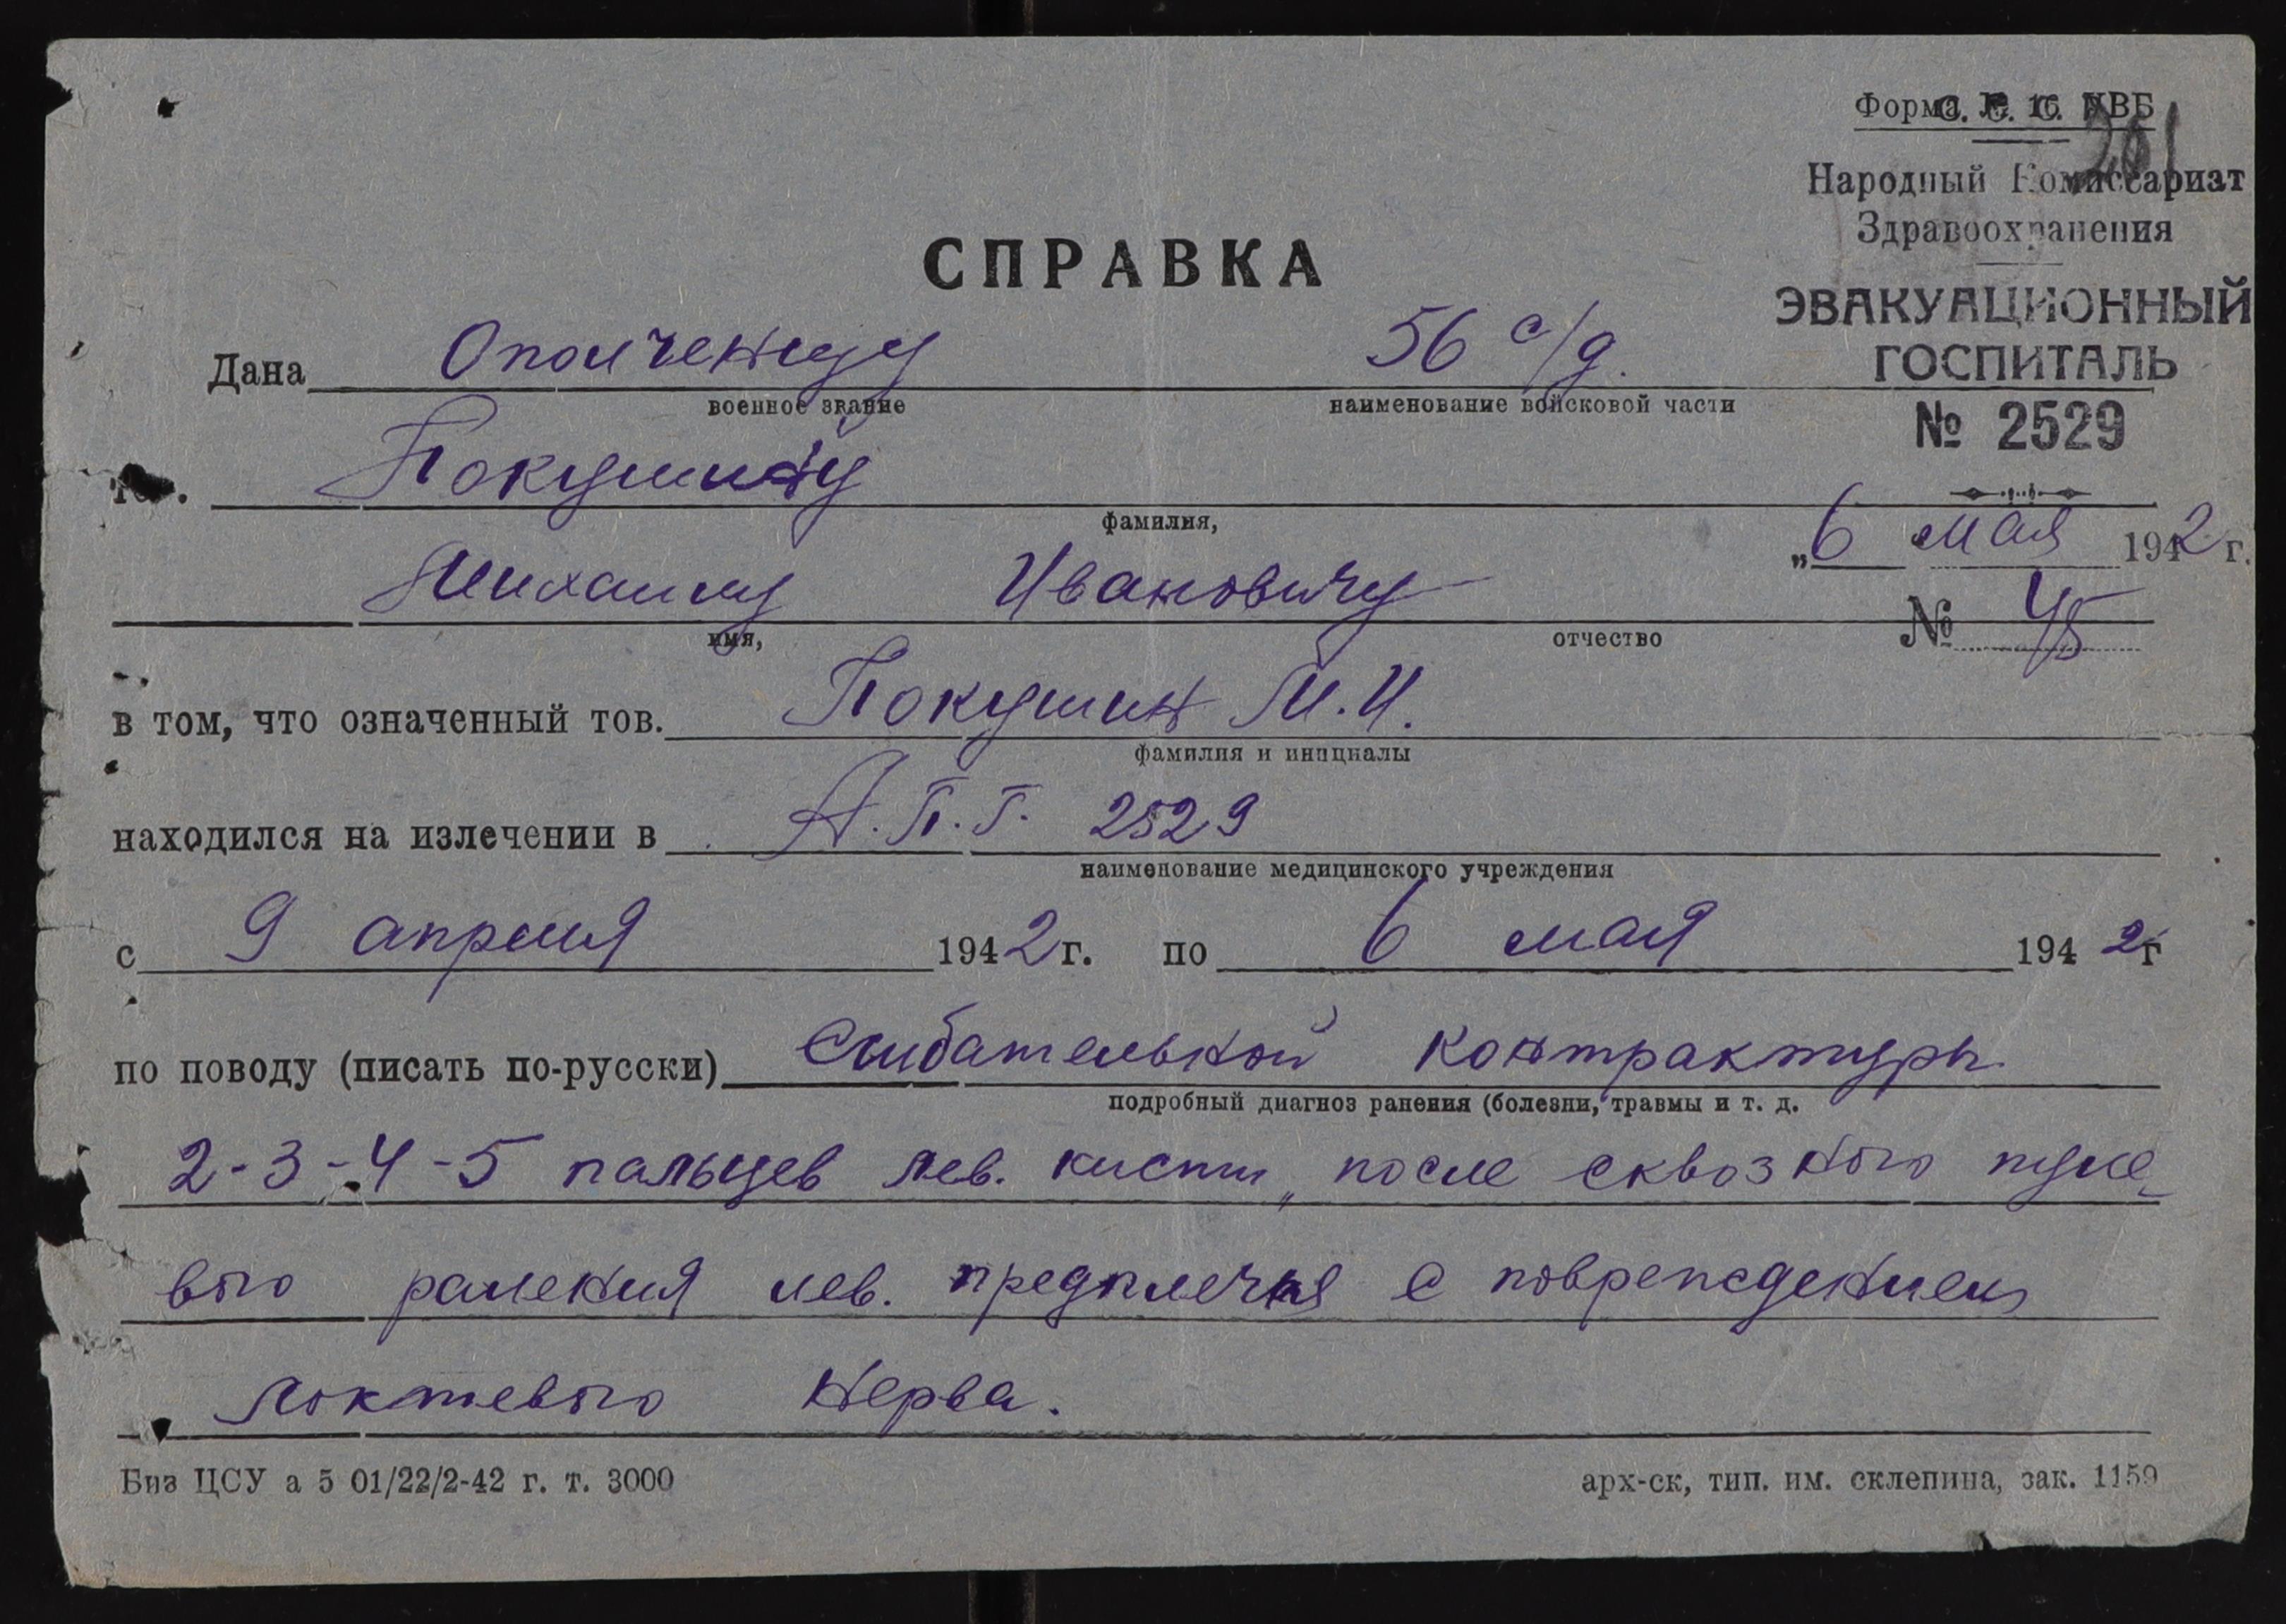 Форма № 16. НВБ
С. С. С.
201
Народный Комиссариат
Здравоохранения
ЭВАКУАЦИОННЫЙ
ГОСПИТАЛЬ
№ 2529
"6 мая 1942 г.
№ 45
СПРАВКА
Дана Ополченцу 56 с/д.
военное звание наименование войсковой части
тов. Покушину
фамилия,
Михаилу Ивановичу
имя, отчество
в том, что означенный тов. Покушин М.И.
фамилия и инициалы
находился на излечении в А.П.Г. 2529
наименование медицинского учреждения
с 9 апреля 1942 г. по 6 мая 1942 г
по поводу (писать по-русски) Сгибательной контрактуры
подробный диагноз ранения (болезни, травмы и т. д.
2-3-4-5 пальцев лев. кисти, после сквозного пуле-
вого ранения лев. предплечья с повреждением
локтевого нерва.
Биз ЦСУ а 5 01/22/2-42 г. т. 3000 арх-ск, тип. им. склепина, зак. 1159